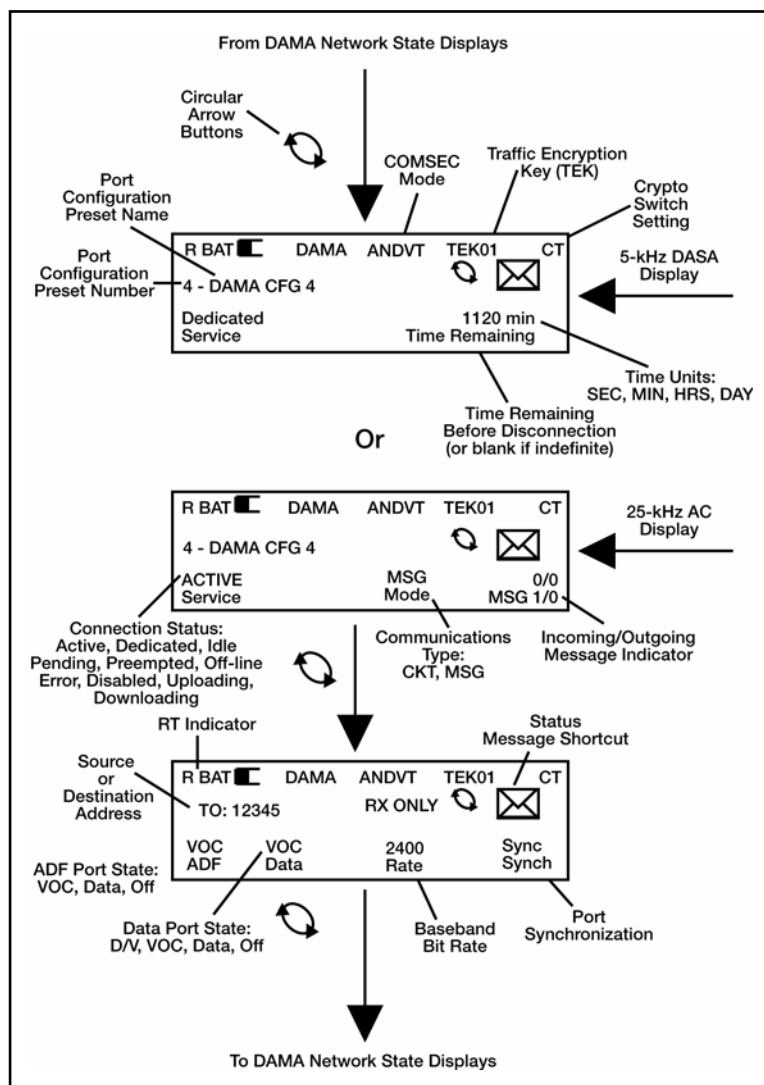 From DAMA Network State Displays
Circular
Arrow
Buttons
COMSEC
Mode
Traffic Encryption
Key (TEK)
Port
Configuration
Preset Name
Crypto
Switch
Setting
Port
Configuration
Preset Number
R BAT DAMA ANDVT TEK01 CT
4 - DAMA CFG 4
Dedicated
Service
1120 min
Time Remaining
5-kHz DASA
Display
Time Units:
SEC, MIN, HRS, DAY
Time Remaining
Before Disconnection
(or blank if indefinite)
Or
R BAT DAMA ANDVT TEK01 CT
4 - DAMA CFG 4
ACTIVE
Service
MSG
Mode
0/0
MSG 1/0
25-kHz AC
Display
Connection Status:
Active, Dedicated, Idle
Pending, Preempted, Off-line
Error, Disabled, Uploading,
Downloading
Communications
Type:
CKT, MSG
Incoming/Outgoing
Message Indicator
RT Indicator
Status
Message Shortcut
Source
or
Destination
Address
R BAT DAMA ANDVT TEK01 CT
TO: 12345 RX ONLY
VOC
ADF
VOC
Data
2400
Rate
Sync
Synch
ADF Port State:
VOC, Data, Off
Data Port State:
D/V, VOC, Data, Off
Baseband
Bit Rate
Port
Synchronization
To DAMA Network State Displays